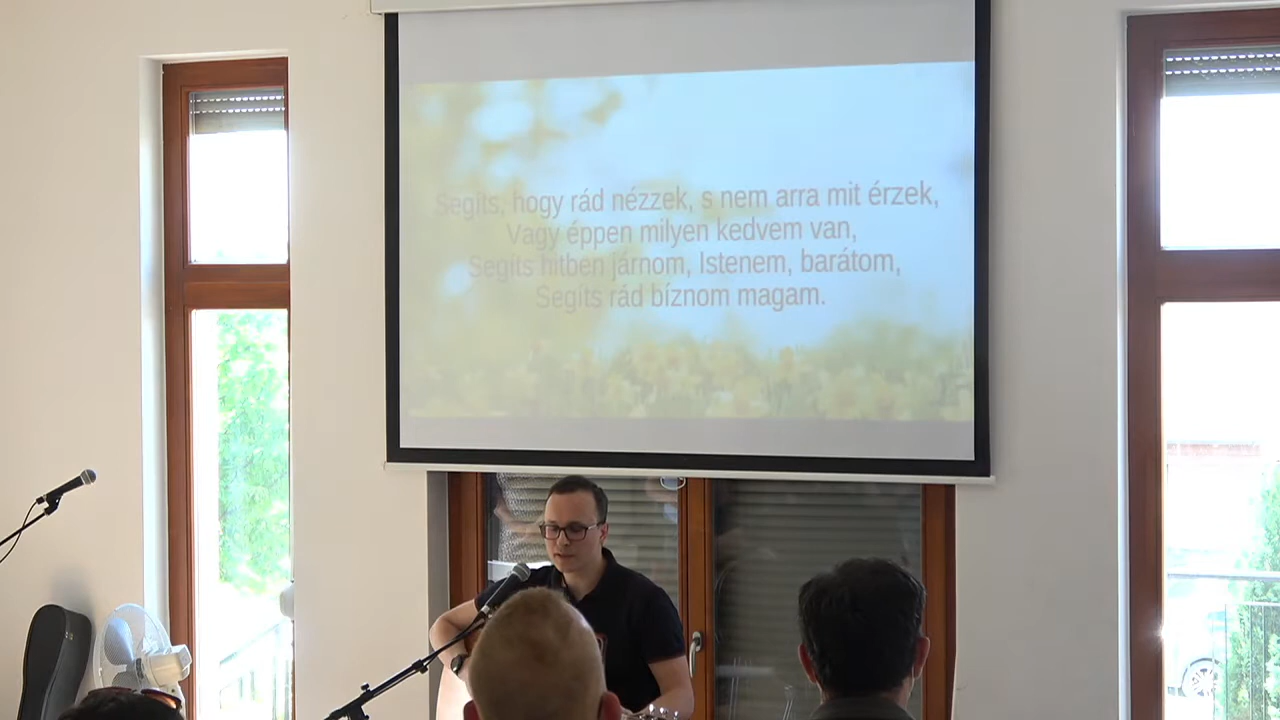 Segíts, hogy rád nézzek, s nem arra mit érzek,
Vagy éppen milyen kedvem van,
Segíts hitben járnom, Istenem, barátom,
Segíts rád bíznom magam.